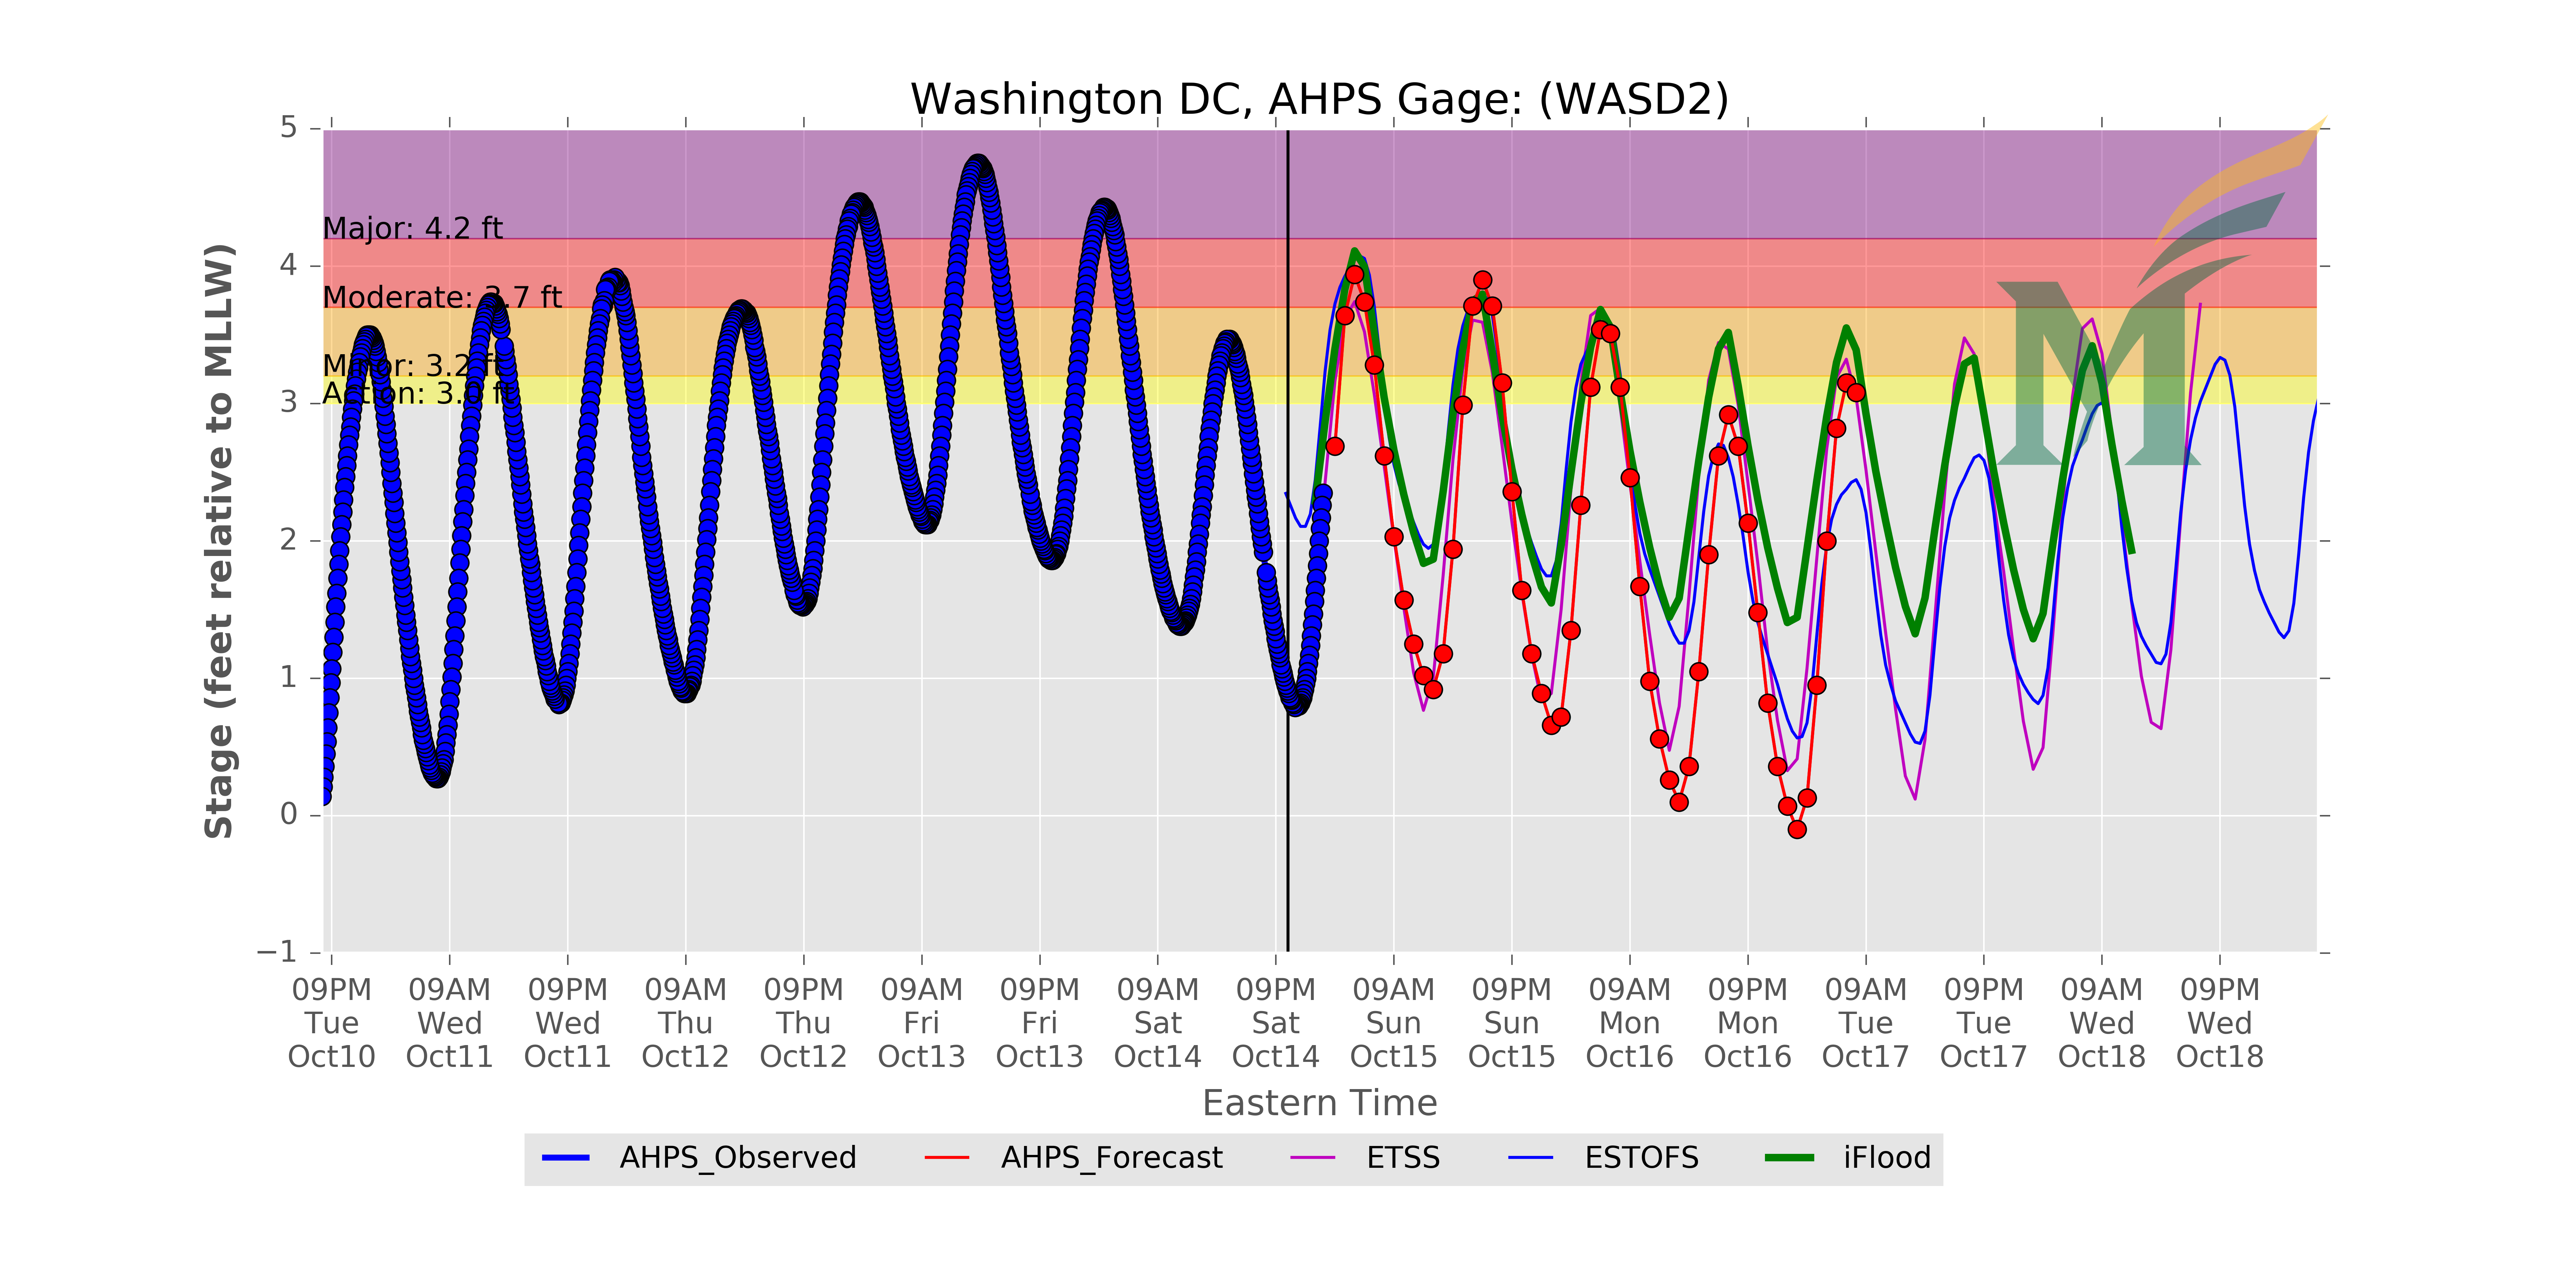 Washington DC, AHPS Gage: (WASD2)
Stage (feet relative to MLLW)
5
4
3
2
1
0
−1
Major: 4.2 ft
Moderate: 3.7 ft
Minor: 3.2 ft
Action: 3.0 ft
09PM 09AM 09PM 09AM 09PM 09AM 09PM 09AM 09PM 09AM 09PM 09AM 09PM 09AM 09PM 09AM 09PM
Tue Wed Wed Thu Thu Fri Fri Sat Sat Sun Sun Mon Mon Tue Tue Wed Wed
Oct10 Oct11 Oct11 Oct12 Oct12 Oct13 Oct13 Oct14 Oct14 Oct15 Oct15 Oct16 Oct16 Oct17 Oct17 Oct18 Oct18
Eastern Time
AHPS_Observed AHPS_Forecast ETSS ESTOFS iFlood
M